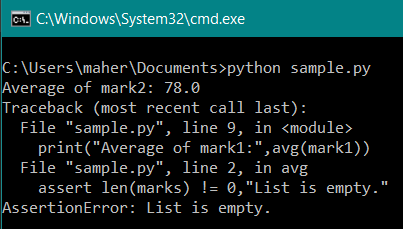 C:\Windows\System32\cmd.exe
C:\Users\maher\Documents>python sample.py
Average of mark2: 78.0
Traceback (most recent call last):
  File "sample.py", line 9, in <module>
    print("Average of mark1:",avg(mark1))
  File "sample.py", line 2, in avg
    assert len(marks) != 0,"List is empty."
AssertionError: List is empty.